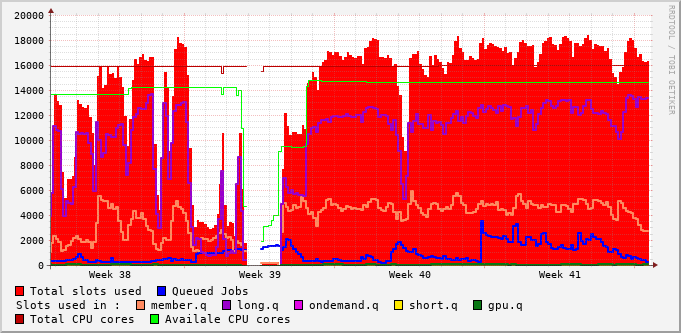 20000
18000
16000
14000
12000
10000
8000
6000
4000
2000
0
Week 38 Week 39 Week 40 Week 41
Total slots used Queued Jobs
Slots used in : member.q long.q ondemand.q short.q gpu.q
Total CPU cores Availale CPU cores
RRDTOOL / TOBI OETIKER